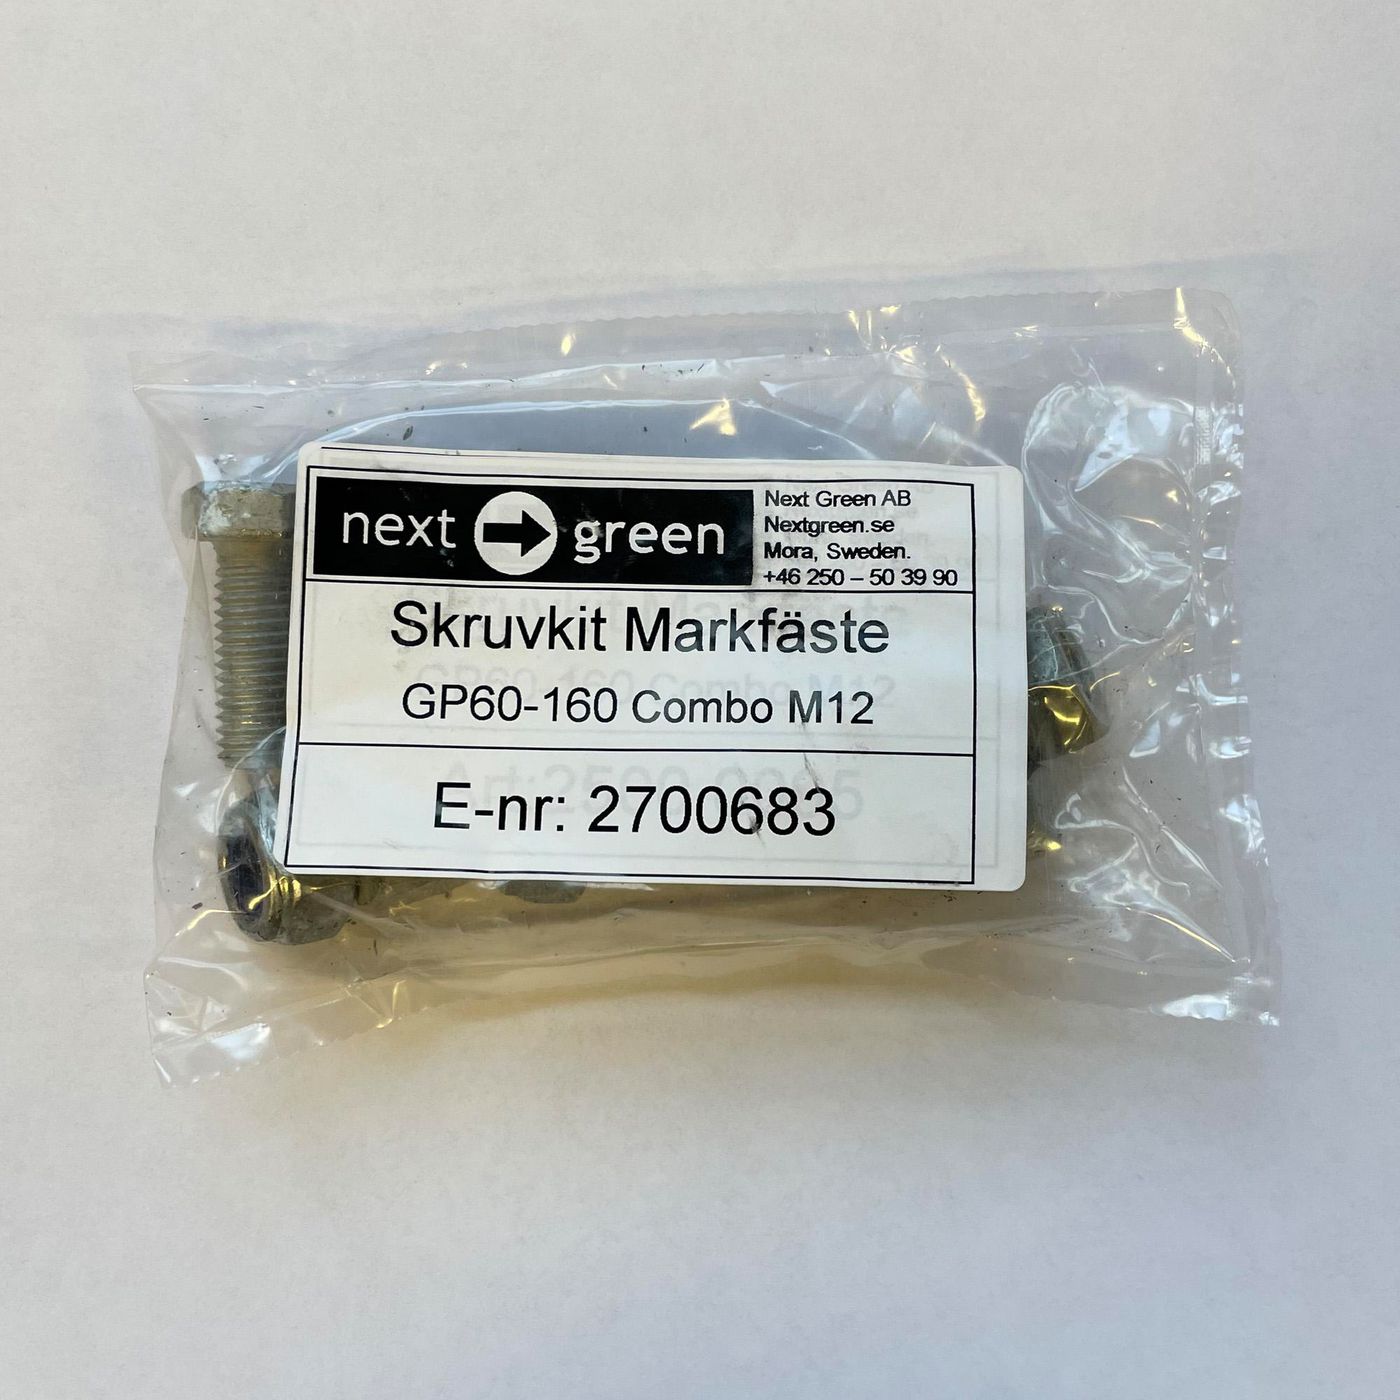 next green
Next Green AB
Nextgreen.se
Mora, Sweden.
+46 250 – 50 39 90
Skruvkit Markfäste
GP60-160 Combo M12
E-nr: 2700683